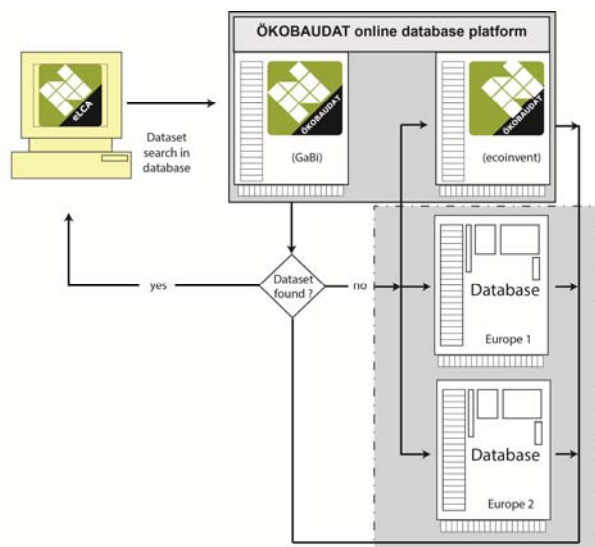 ÖKOBAUDAT online database platform
eLCA
ÖKOBAUDAT
ÖKOBAUDAT
Dataset
search in
database
(GaBi)
(ecoinvent)
yes
Dataset
found ?
no
Database
Europe 1
Database
Europe 2